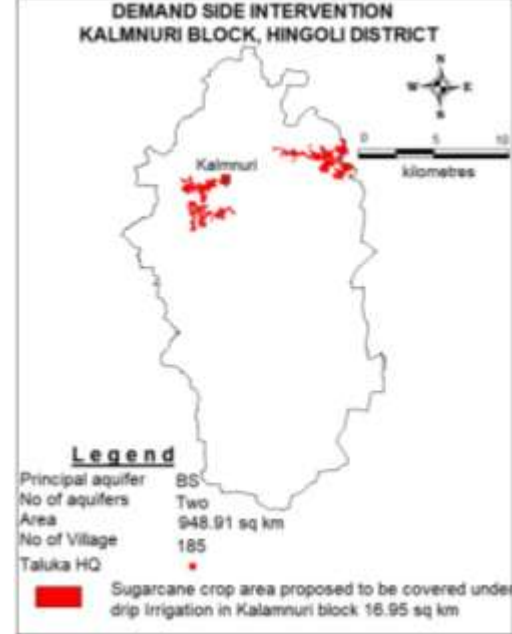 DEMAND SIDE INTERVENTION
KALMNURI BLOCK, HINGOLI DISTRICT
N
W E
S
0 5 10
kilometres
Kalmnuri
Legend
Principal aquifer BS
No of aquifers Two
Area 948.91 sq km
No of Village 185
Taluka HQ
Sugarcane crop area proposed to be covered under
drip Irrigation in Kalamnuri block 16.95 sq km